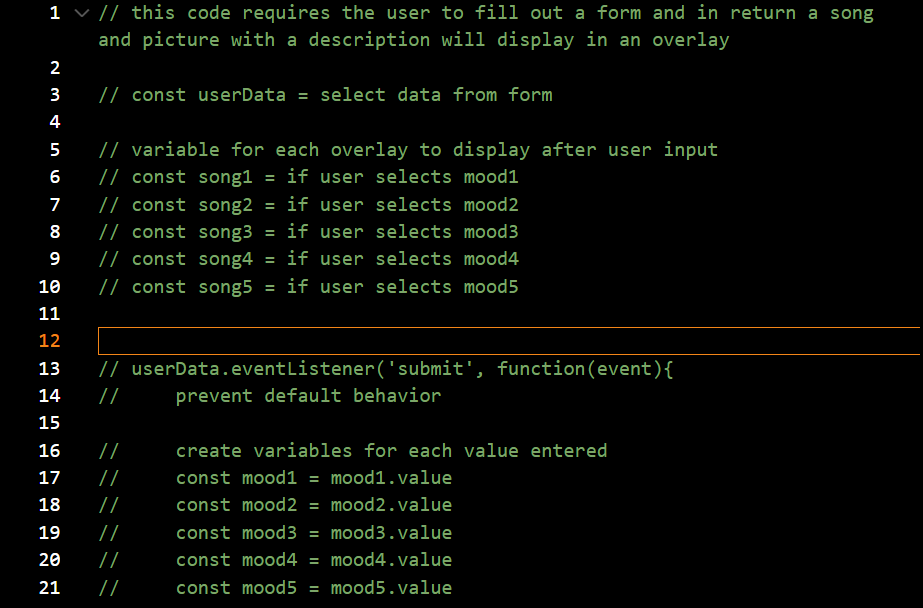 1 // this code requires the user to fill out a form and in return a song
and picture with a description will display in an overlay
2
3 // const userData = select data from form
4
5 // variable for each overlay to display after user input
6 // const song1 = if user selects mood1
7 // const song2 = if user selects mood2
8 // const song3 = if user selects mood3
9 // const song4 = if user selects mood4
10 // const song5 = if user selects mood5
11
12
13 // userData.eventListener('submit', function(event){
14 //     prevent default behavior
15
16 //     create variables for each value entered
17 //     const mood1 = mood1.value
18 //     const mood2 = mood2.value
19 //     const mood3 = mood3.value
20 //     const mood4 = mood4.value
21 //     const mood5 = mood5.value